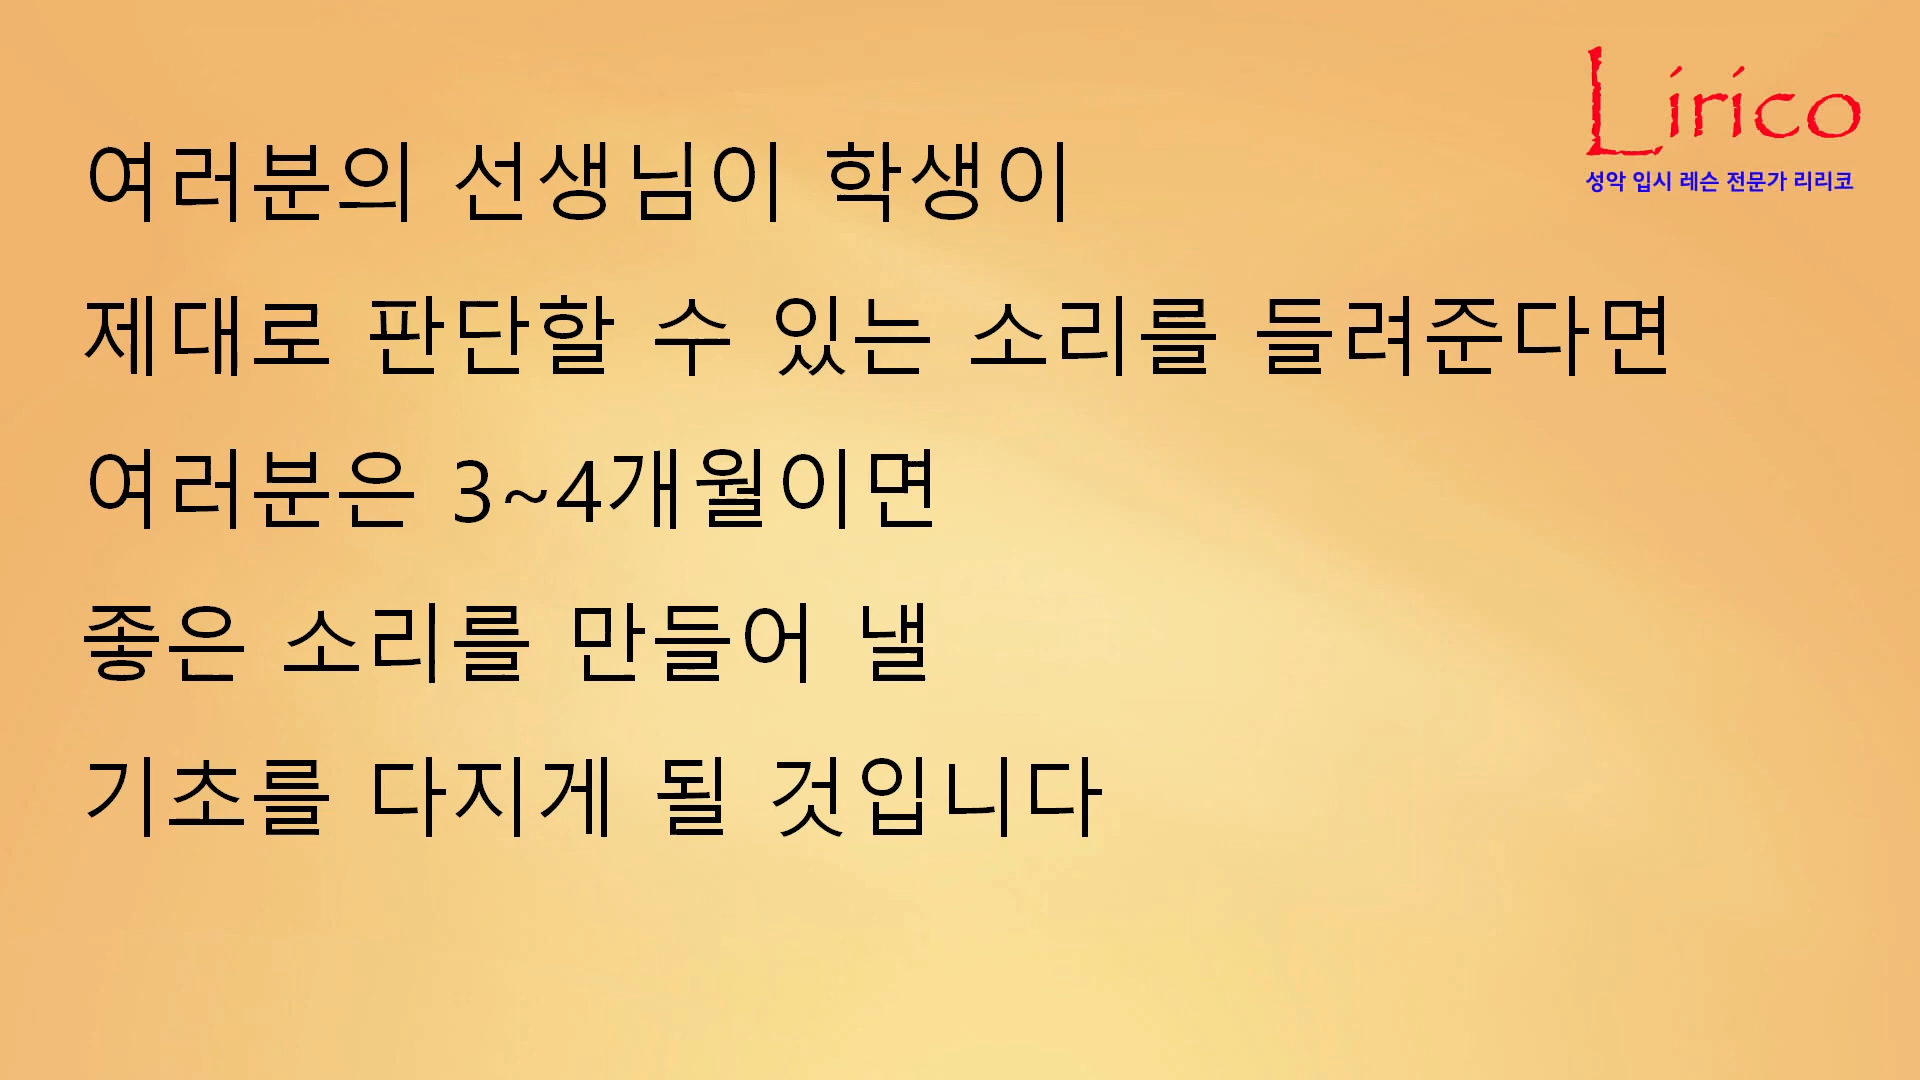 Lirico
성악 입시 레슨 전문가 리리코
여러분의 선생님이 학생이
제대로 판단할 수 있는 소리를 들려준다면
여러분은 3~4개월이면
좋은 소리를 만들어 낼
기초를 다지게 될 것입니다